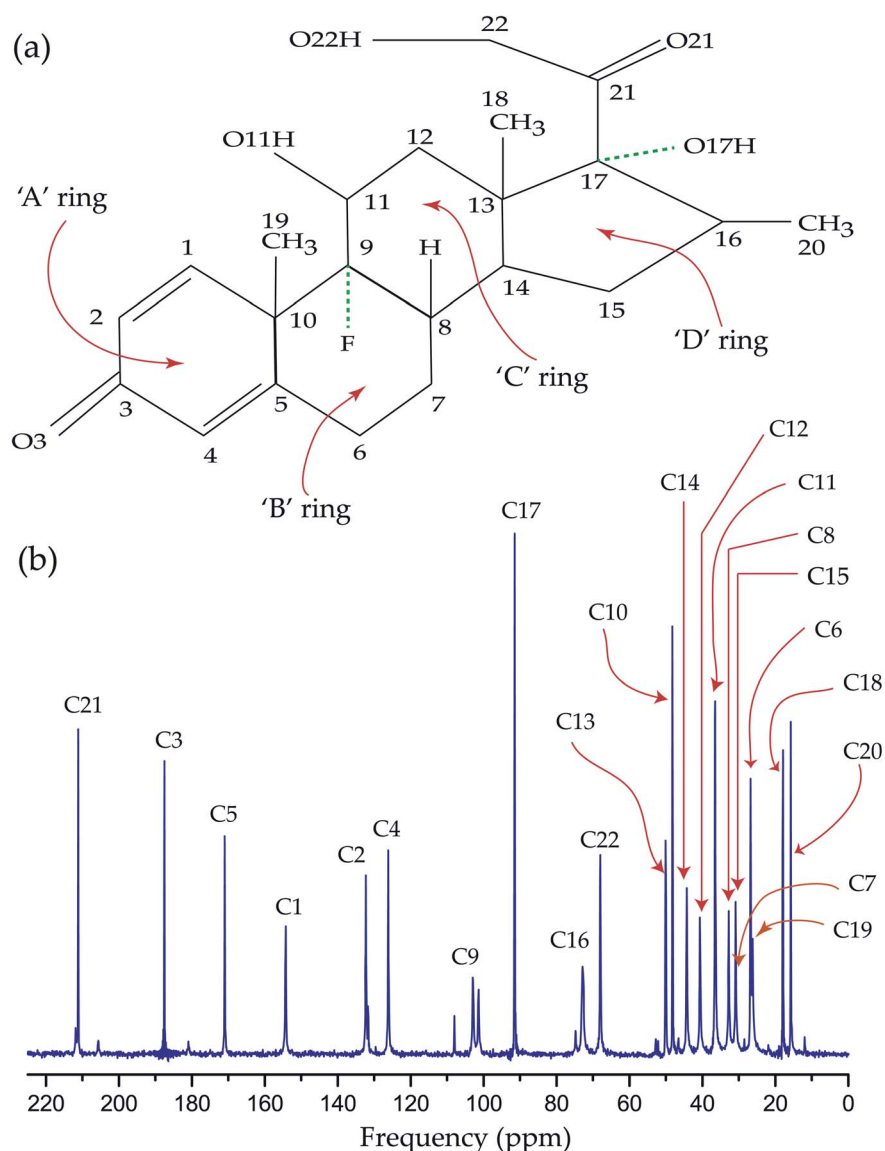 (a)
22
O22H
O21
21
18
CH₃
O11H
12
O17H
17
'A' ring
11
13
16
CH₃
20
19
CH₃
9
H
1
14
15
2
10
F
8
'D' ring
'C' ring
3
5
7
O3
4
6
'B' ring
C12
C14
C11
C17
C8
(b)
C15
C10
C6
C18
C21
C13
C3
C20
C5
C2
C4
C22
C7
C1
C19
C16
C9
220 200 180 160 140 120 100 80 60 40 20 0
Frequency (ppm)